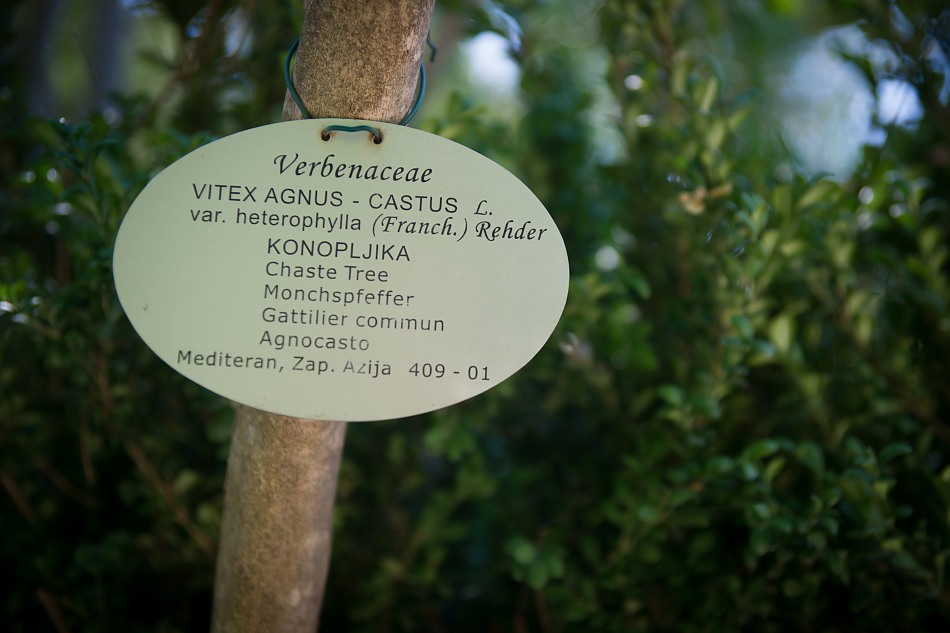 Verbenaceae
VITEX AGNUS - CASTUS L.
var. heterophylla (Franch.) Rehder
KONOPLJIKA
Chaste Tree
Monchspfeffer
Gattilier commun
Agnocasto
Mediteran, Zap. Azija 409 - 01